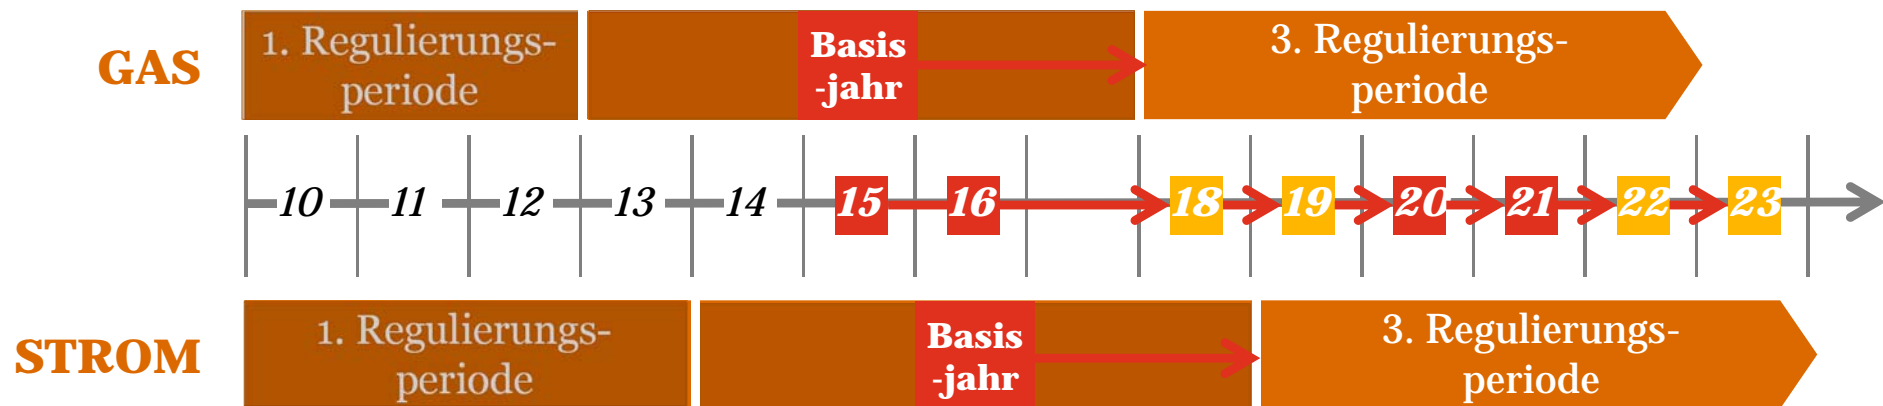 GAS
1. Regulierungs-
periode
Basis
-jahr
3. Regulierungs-
periode
10 11 12 13 14 15 16 18 19 20 21 22 23
STROM
1. Regulierungs-
periode
Basis
-jahr
3. Regulierungs-
periode